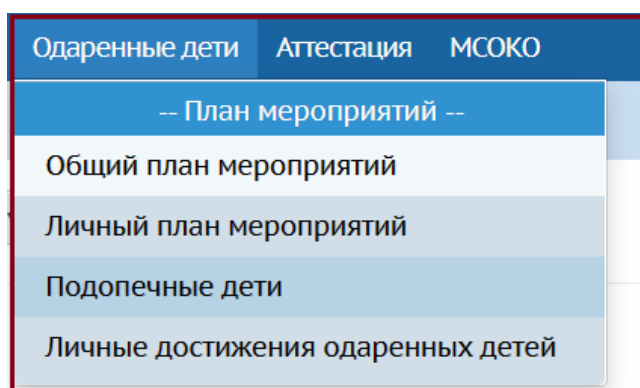 Одаренные дети Аттестация МСОКО
-- План мероприятий --
Общий план мероприятий
Личный план мероприятий
Подопечные дети
Личные достижения одаренных детей